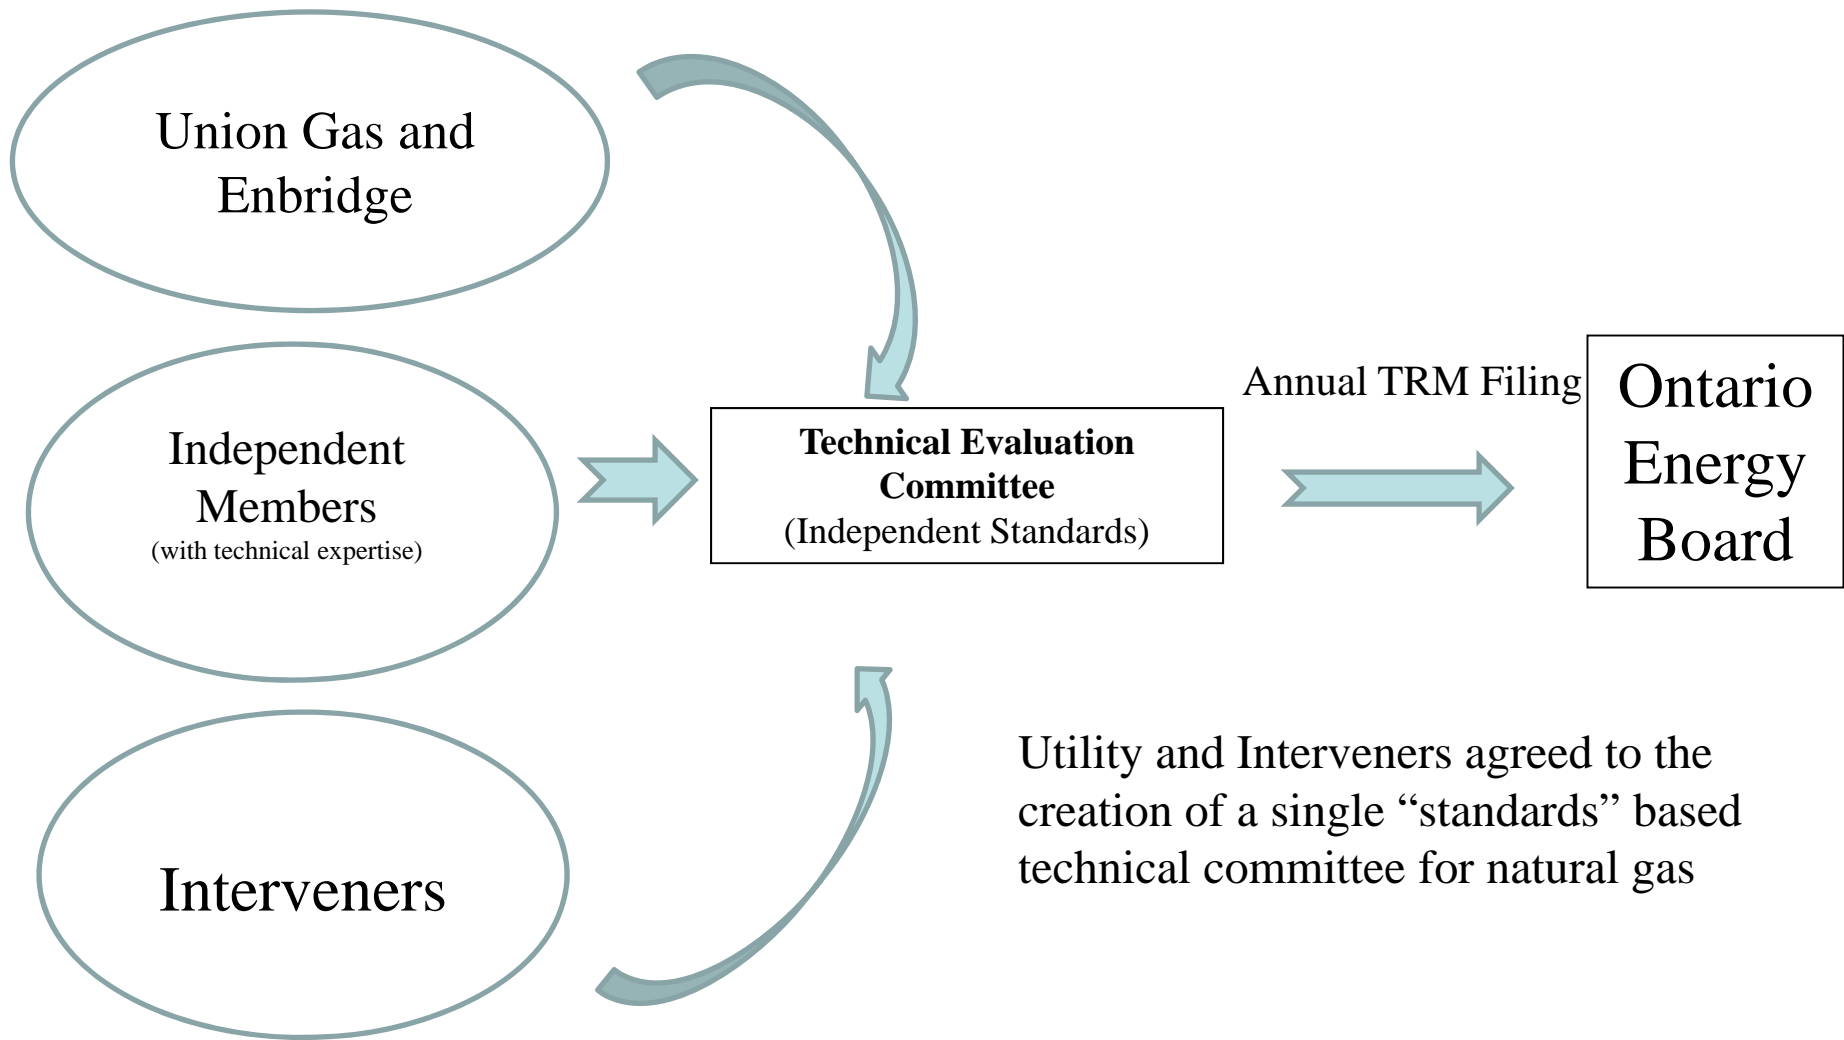 Union Gas and
Enbridge
Independent
Members
(with technical expertise)
Interveners
Technical Evaluation
Committee
(Independent Standards)
Annual TRM Filing
Ontario
Energy
Board
Utility and Interveners agreed to the
creation of a single “standards” based
technical committee for natural gas